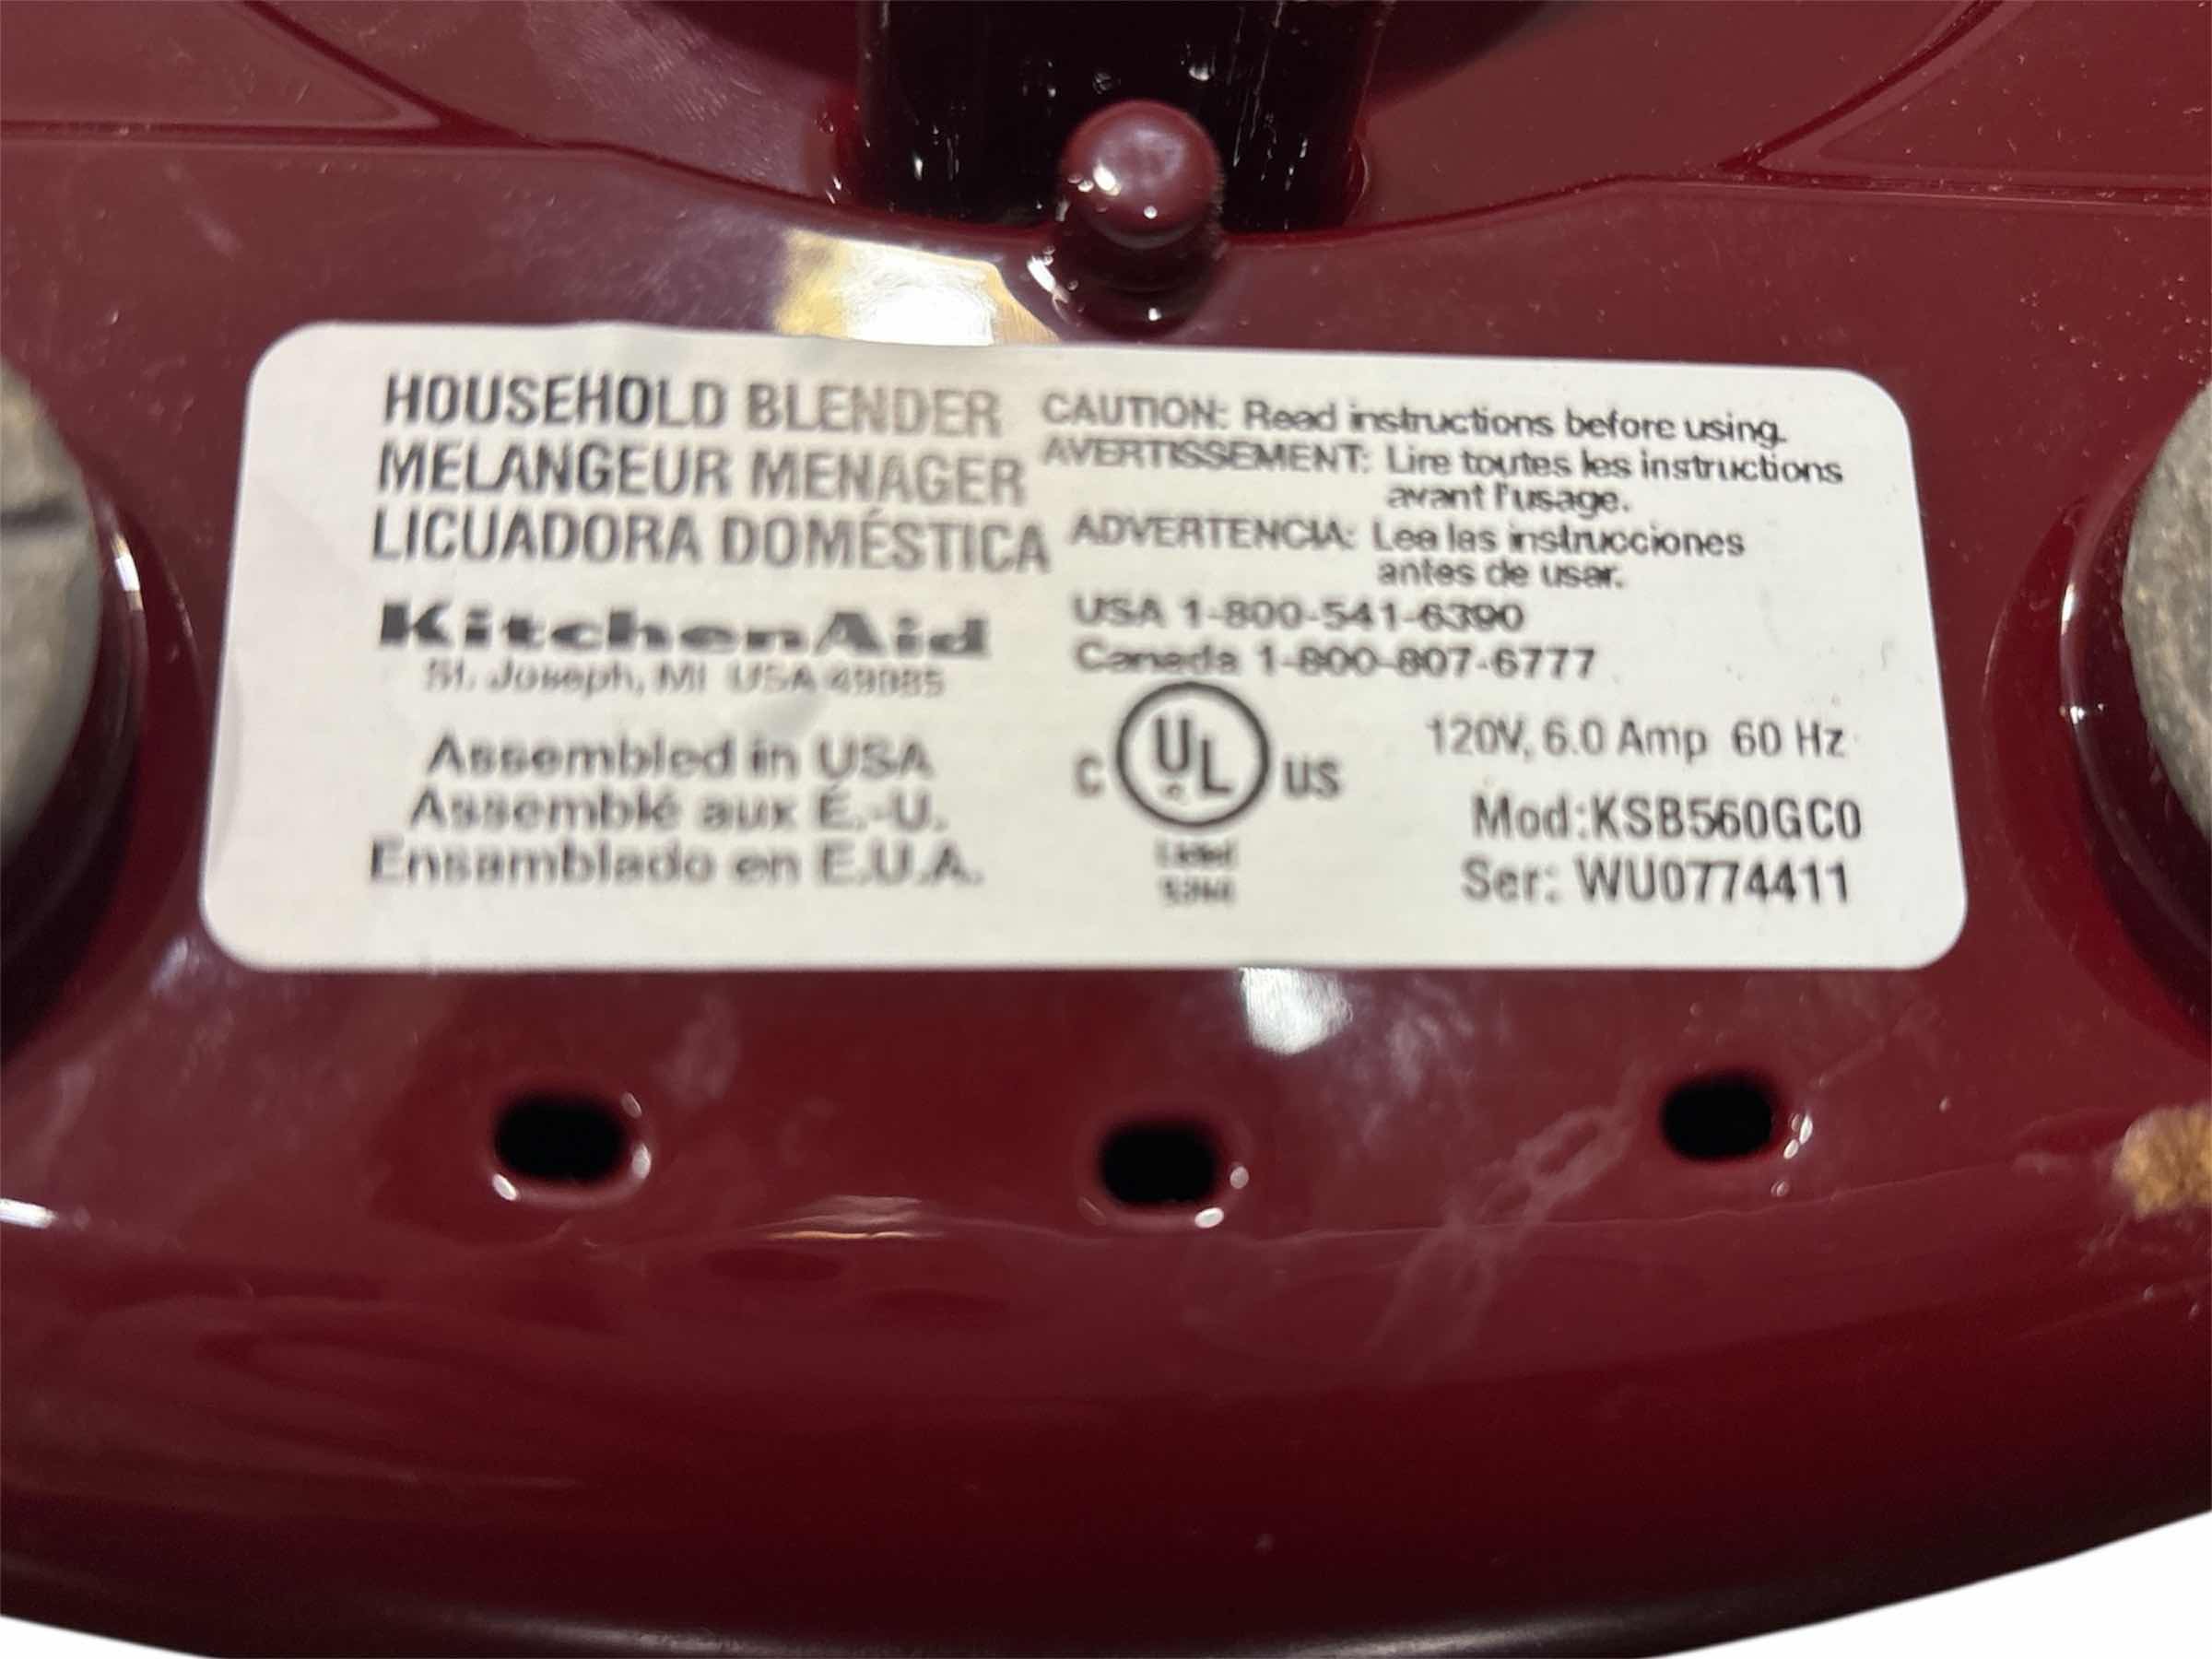 HOUSEHOLD BLENDER
MELANGEUR MENAGER
LICUADORA DOMÉSTICA
KitchenAid
St. Joseph, MI USA 49085
Assembled in USA
Assemblé aux É.-U.
Ensamblado en E.U.A.
CAUTION: Read instructions before using.
AVERTISSEMENT: Lire toutes les instructions
avant l'usage.
ADVERTENCIA: Lea las instrucciones
antes de usar.
USA 1-800-541-6390
Canada 1-800-807-6777
C UL US
Listed
120V, 6.0 Amp 60 Hz
Mod:KSB560GC0
Ser: WU0774411